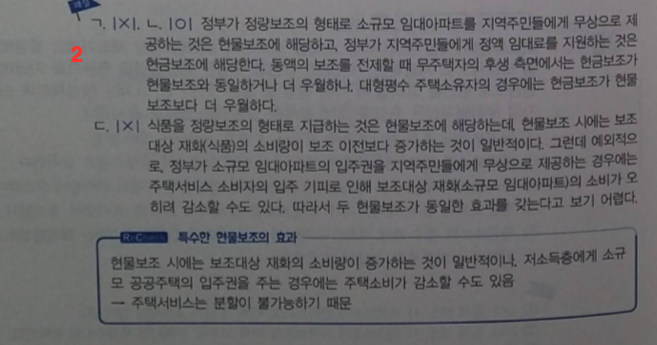 해설
2
ㄱ. |×|, ㄴ. |○| 정부가 정량보조의 형태로 소규모 임대아파트를 지역주민들에게 무상으로 제
공하는 것은 현물보조에 해당하고, 정부가 지역주민들에게 정액 임대료를 지원하는 것은
현금보조에 해당한다. 동액의 보조를 전제할 때 무주택자의 후생 측면에서는 현금보조가
현물보조와 동일하거나 더 우월하나, 대형평수 주택소유자의 경우에는 현금보조가 현물
보조보다 더 우월하다.
ㄷ. |×| 식품을 정량보조의 형태로 지급하는 것은 현물보조에 해당하는데, 현물보조 시에는 보조
대상 재화(식품)의 소비량이 보조 이전보다 증가하는 것이 일반적이다. 그런데 예외적으
로, 정부가 소규모 임대아파트의 입주권을 지역주민들에게 무상으로 제공하는 경우에는
주택서비스 소비자의 입주 기피로 인해 보조대상 재화(소규모 임대아파트)의 소비가 오
히려 감소할 수도 있다. 따라서 두 현물보조가 동일한 효과를 갖는다고 보기 어렵다.
R-Check 특수한 현물보조의 효과
현물보조 시에는 보조대상 재화의 소비량이 증가하는 것이 일반적이나, 저소득층에게 소규
모 공공주택의 입주권을 주는 경우에는 주택소비가 감소할 수도 있음
→ 주택서비스는 분할이 불가능하기 때문